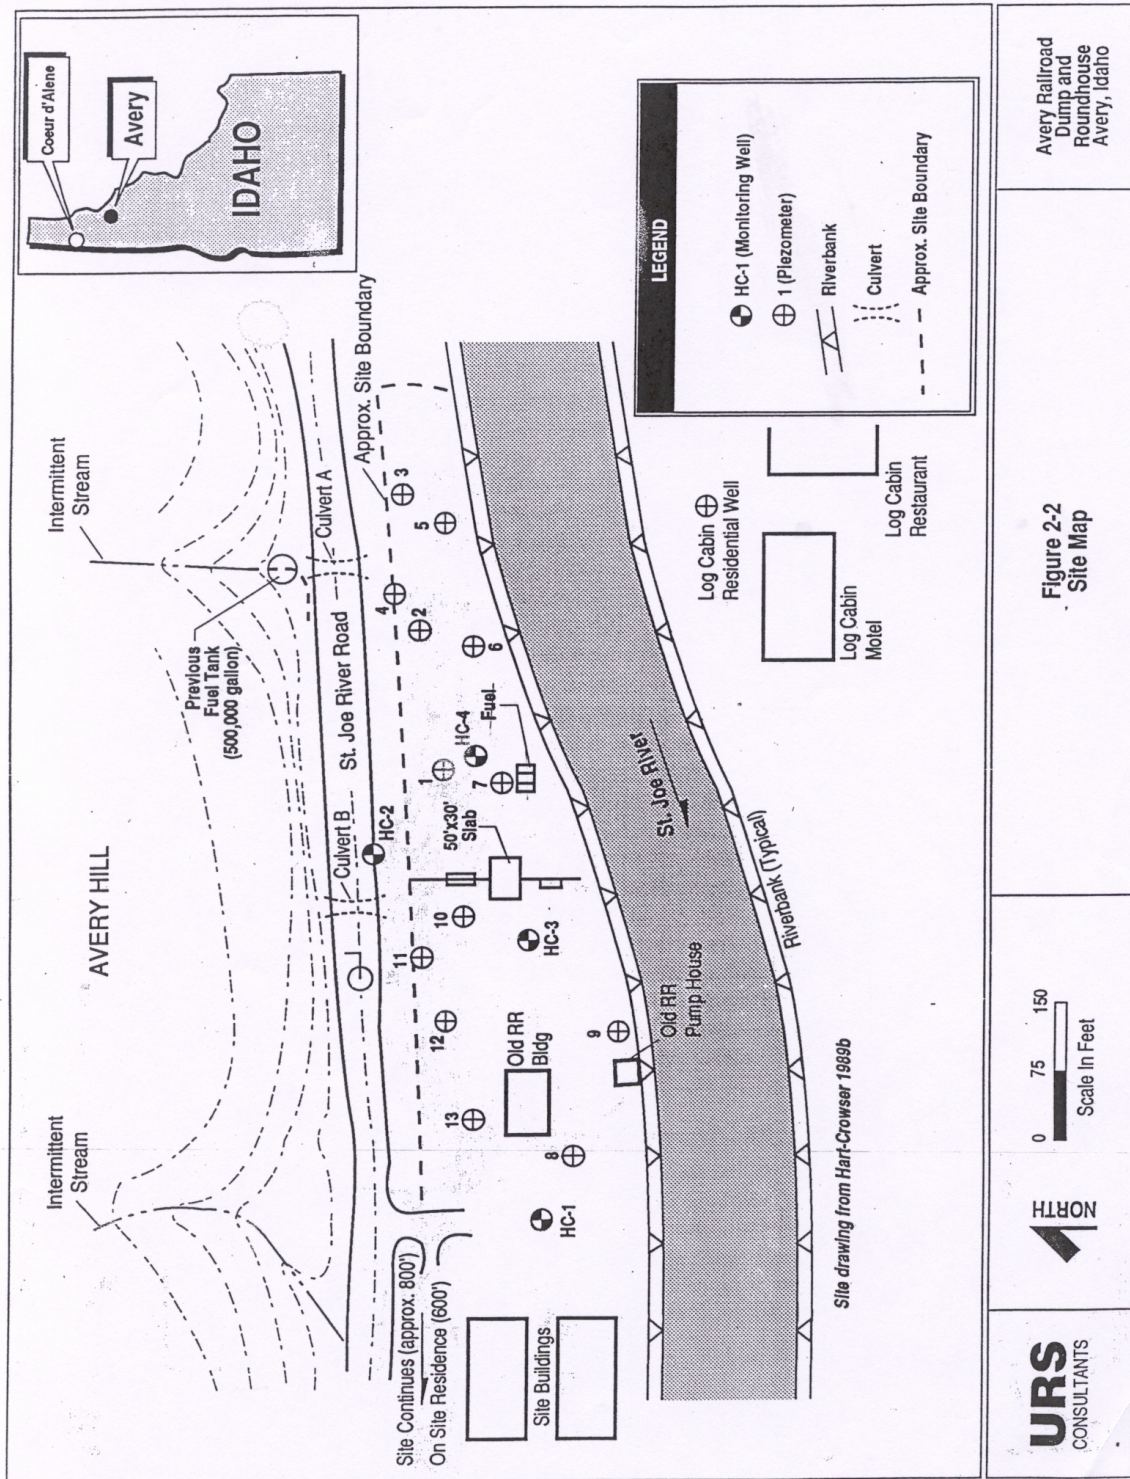 AVERY HILL
Intermittent
Stream
Intermittent
Stream
Previous
Fuel Tank
(500,000 gallon)
Culvert A
Culvert B
St. Joe River Road
Approx. Site Boundary
Coeur d'Alene
Avery
IDAHO
Site Continues (approx. 800')
On Site Residence (600')
Site Buildings
HC-1
8
13
Old RR
Bldg
12
11
10
HC-3
HC-2
50'x30'
Slab
1
HC-4
7
Fuel
6
2
4
5
3
9
Old RR
Pump House
St. Joe River
Riverbank (Typical)
Log Cabin
Residential Well
Log Cabin
Motel
Log Cabin
Restaurant
Site drawing from Hart-Crowser 1989b
LEGEND
HC-1 (Monitoring Well)
1 (Piezometer)
Riverbank
Culvert
Approx. Site Boundary
URS
CONSULTANTS
NORTH
0 75 150
Scale In Feet
Figure 2-2
Site Map
Avery Railroad
Dump and
Roundhouse
Avery, Idaho